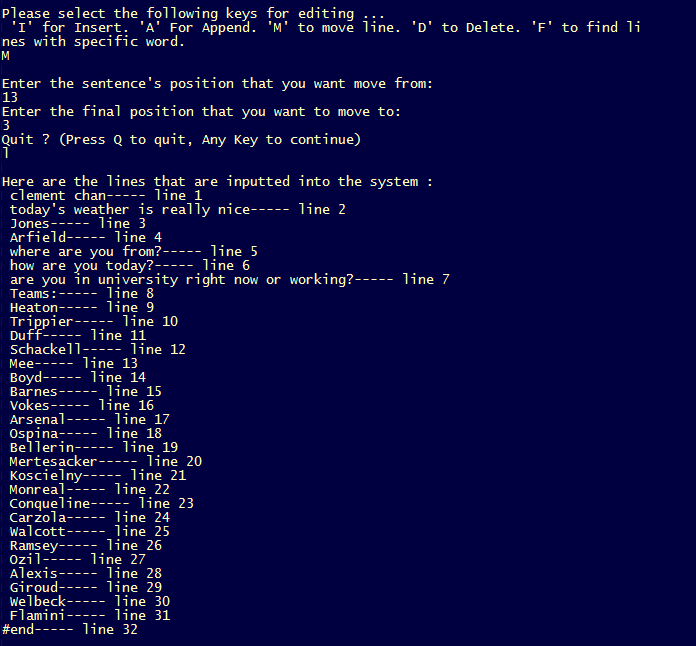 Please select the following keys for editing ...
'I' for Insert. 'A' For Append. 'M' to move line. 'D' to Delete. 'F' to find li
nes with specific word.
M
Enter the sentence's position that you want move from:
13
Enter the final position that you want to move to:
3
Quit ? (Press Q to quit, Any Key to continue)
l
Here are the lines that are inputted into the system :
clement chan----- line 1
today's weather is really nice----- line 2
Jones----- line 3
Arfield----- line 4
where are you from?----- line 5
how are you today?----- line 6
are you in university right now or working?----- line 7
Teams:----- line 8
Heaton----- line 9
Trippier----- line 10
Duff----- line 11
Schackell----- line 12
Mee----- line 13
Boyd----- line 14
Barnes----- line 15
Vokes----- line 16
Arsenal----- line 17
Ospina----- line 18
Bellerin----- line 19
Mertesacker----- line 20
Koscielny----- line 21
Monreal----- line 22
Conqueline----- line 23
Carzola----- line 24
Walcott----- line 25
Ramsey----- line 26
Ozil----- line 27
Alexis----- line 28
Giroud----- line 29
Welbeck----- line 30
Flamini----- line 31
#end----- line 32